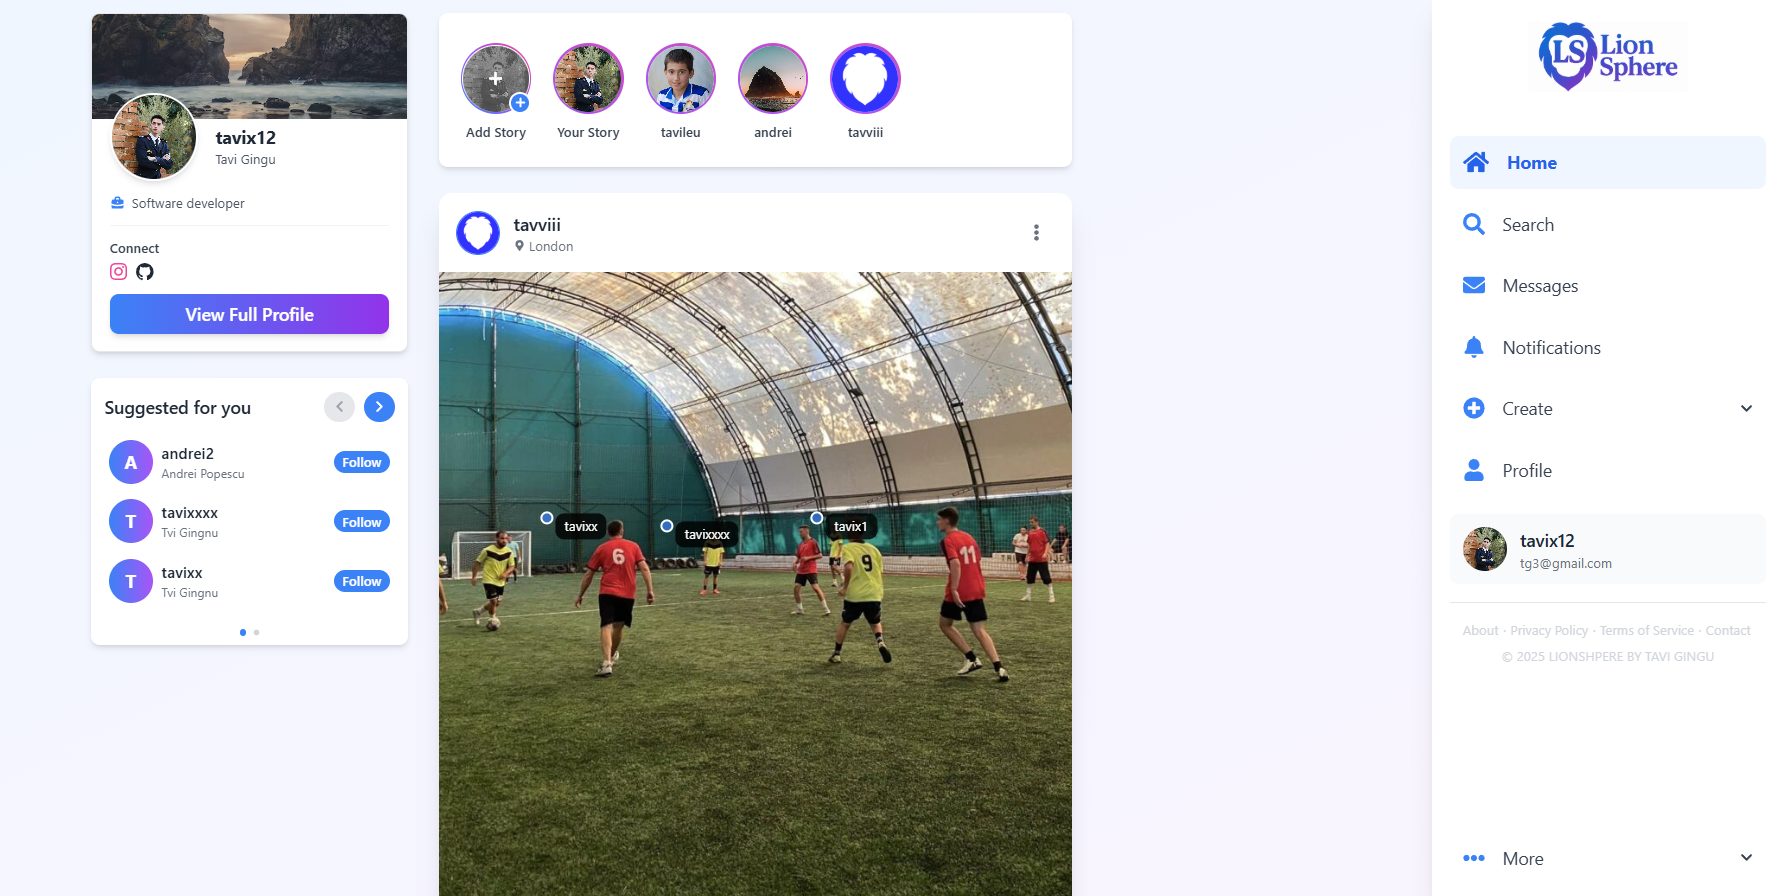 tavix12
Tavi Gingu
Software developer
Connect
View Full Profile
Suggested for you
A
andrei2
Andrei Popescu
Follow
T
tavixxxx
Tvi Gingnu
Follow
T
tavixx
Tvi Gingnu
Follow
Add Story
Your Story
tavileu
andrei
tavviii
tavviii
London
tavixx
tavixxxx
tavix1
6
9
11
LS Lion
Sphere
Home
Search
Messages
Notifications
Create
Profile
tavix12
tg3@gmail.com
About · Privacy Policy · Terms of Service · Contact
© 2025 LIONSHPERE BY TAVI GINGU
More